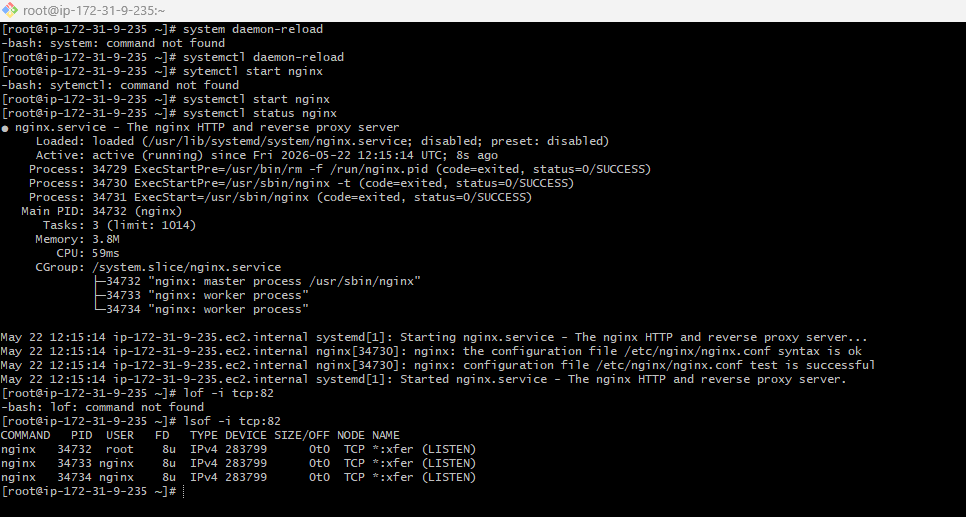 root@ip-172-31-9-235:~
[root@ip-172-31-9-235 ~]# system daemon-reload
-bash: system: command not found
[root@ip-172-31-9-235 ~]# systemctl daemon-reload
[root@ip-172-31-9-235 ~]# sytemctl start nginx
-bash: sytemctl: command not found
[root@ip-172-31-9-235 ~]# systemctl start nginx
[root@ip-172-31-9-235 ~]# systemctl status nginx
● nginx.service - The nginx HTTP and reverse proxy server
     Loaded: loaded (/usr/lib/systemd/system/nginx.service; disabled; preset: disabled)
     Active: active (running) since Fri 2026-05-22 12:15:14 UTC; 8s ago
    Process: 34729 ExecStartPre=/usr/bin/rm -f /run/nginx.pid (code=exited, status=0/SUCCESS)
    Process: 34730 ExecStartPre=/usr/sbin/nginx -t (code=exited, status=0/SUCCESS)
    Process: 34731 ExecStart=/usr/sbin/nginx (code=exited, status=0/SUCCESS)
   Main PID: 34732 (nginx)
      Tasks: 3 (limit: 1014)
     Memory: 3.8M
        CPU: 59ms
     CGroup: /system.slice/nginx.service
             ├─34732 "nginx: master process /usr/sbin/nginx"
             ├─34733 "nginx: worker process"
             └─34734 "nginx: worker process"

May 22 12:15:14 ip-172-31-9-235.ec2.internal systemd[1]: Starting nginx.service - The nginx HTTP and reverse proxy server...
May 22 12:15:14 ip-172-31-9-235.ec2.internal nginx[34730]: nginx: the configuration file /etc/nginx/nginx.conf syntax is ok
May 22 12:15:14 ip-172-31-9-235.ec2.internal nginx[34730]: nginx: configuration file /etc/nginx/nginx.conf test is successful
May 22 12:15:14 ip-172-31-9-235.ec2.internal systemd[1]: Started nginx.service - The nginx HTTP and reverse proxy server.
[root@ip-172-31-9-235 ~]# lof -i tcp:82
-bash: lof: command not found
[root@ip-172-31-9-235 ~]# lsof -i tcp:82
COMMAND   PID  USER   FD   TYPE DEVICE SIZE/OFF NODE NAME
nginx   34732  root    8u  IPv4 283799      0t0  TCP *:xfer (LISTEN)
nginx   34733 nginx    8u  IPv4 283799      0t0  TCP *:xfer (LISTEN)
nginx   34734 nginx    8u  IPv4 283799      0t0  TCP *:xfer (LISTEN)
[root@ip-172-31-9-235 ~]#